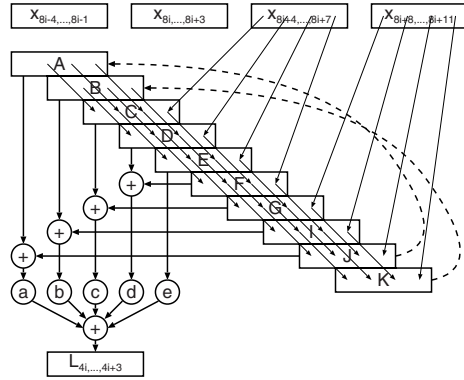 x8i-4,...,8i-1 x8i,...,8i+3 x8i+4,...,8i+7 x8i+8,...,8i+11
A
B
C
D
E
F
+
G
+
I
+
J
+
K
a b c d e
+
L4i,...,4i+3